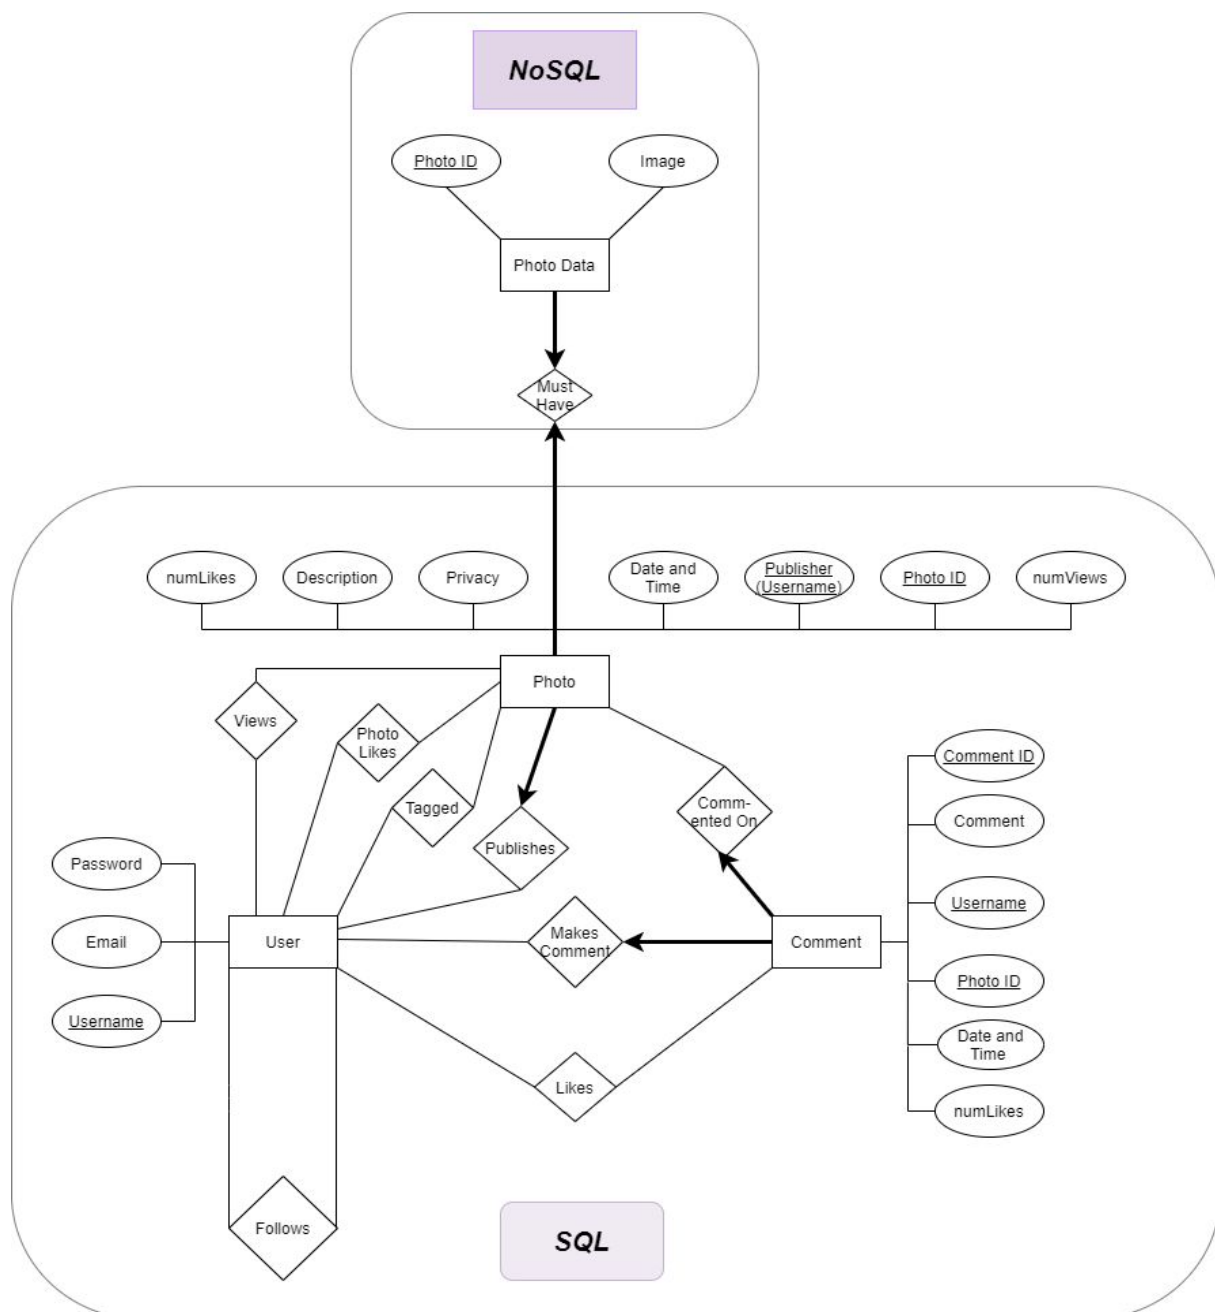 NoSQL
Photo ID
Image
Photo Data
Must
Have
numLikes
Description
Privacy
Date and
Time
Publisher
(Username)
Photo ID
numViews
Photo
Views
Photo
Likes
Tagged
Publishes
Comm-
ented On
Comment ID
Comment
Username
Photo ID
Date and
Time
numLikes
Password
Email
Username
User
Makes
Comment
Comment
Likes
Follows
SQL